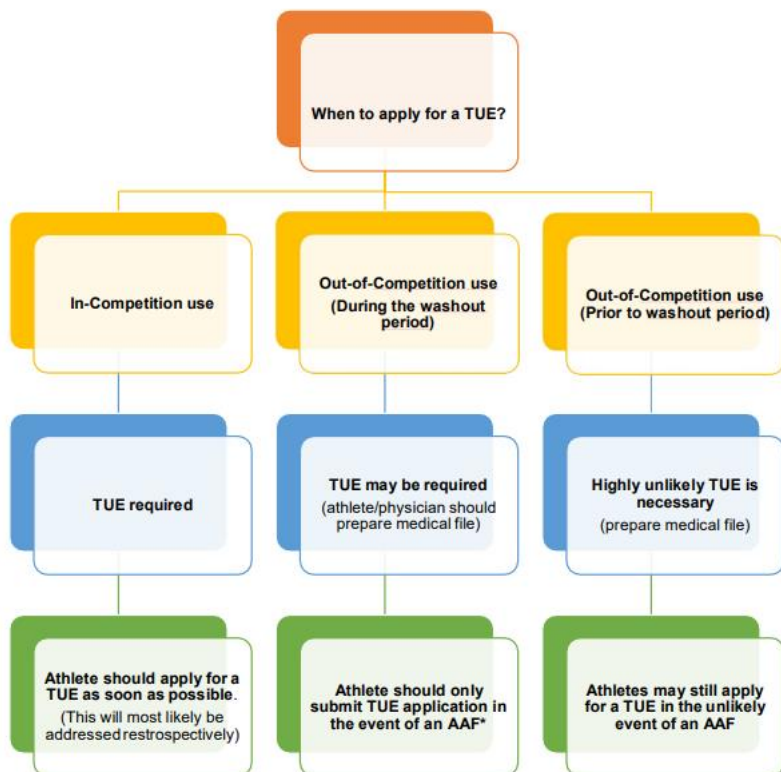 When to apply for a TUE?
In-Competition use
Out-of-Competition use
(During the washout
period)
Out-of-Competition use
(Prior to washout period)
TUE required
TUE may be required
(athlete/physician should
prepare medical file)
Highly unlikely TUE is
necessary
(prepare medical file)
Athlete should apply for a
TUE as soon as possible.
(This will most likely be
addressed restrospectively)
Athlete should only
submit TUE application in
the event of an AAF*
Athletes may still apply
for a TUE in the unlikely
event of an AAF